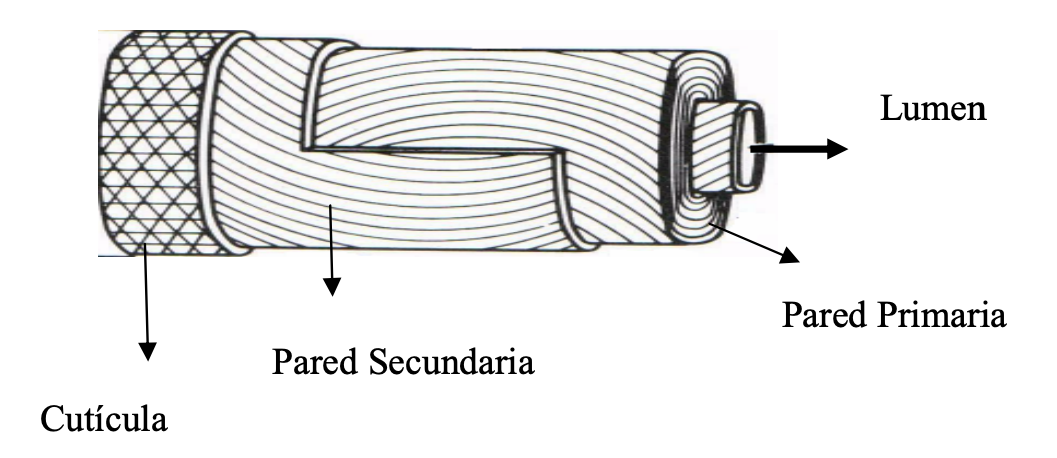 Lumen
Pared Primaria
Pared Secundaria
Cutícula